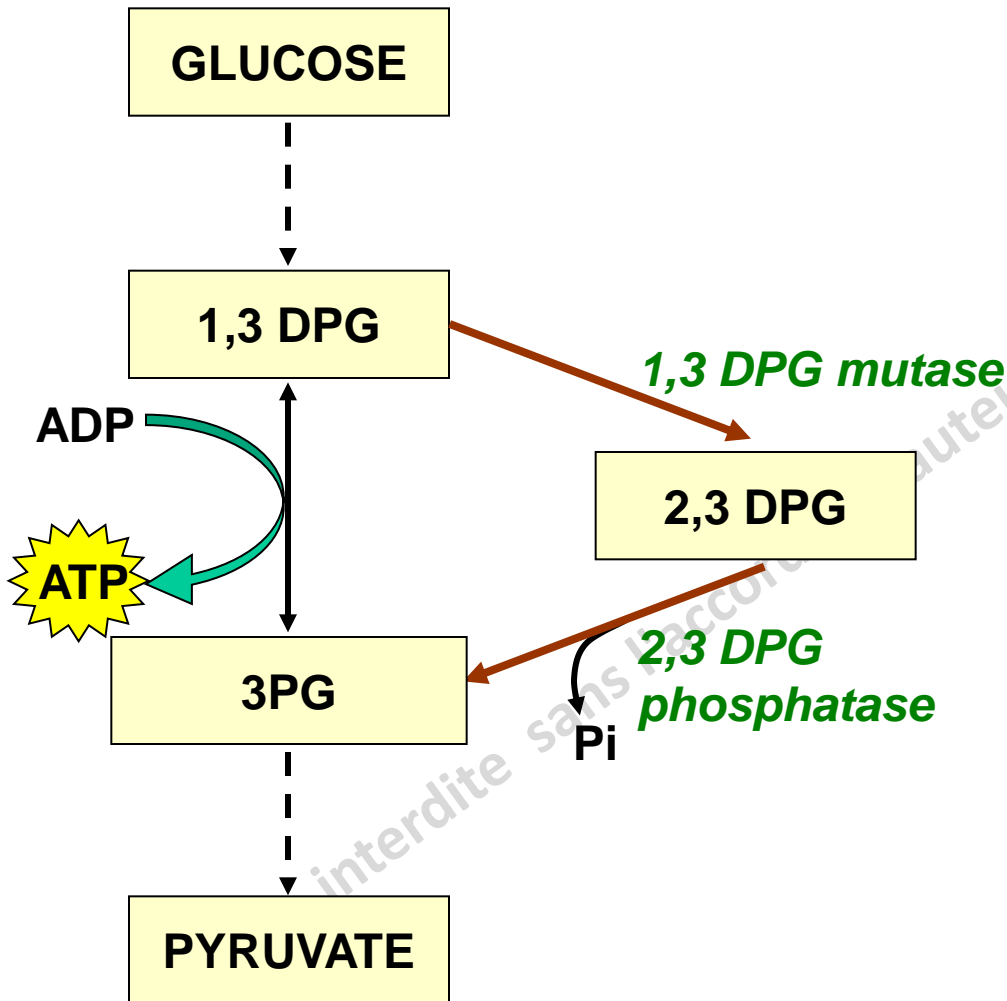 GLUCOSE
1,3 DPG
1,3 DPG mutase
ADP
2,3 DPG
ATP
2,3 DPG
phosphatase
3PG
Pi
interdite sans l'accord
PYRUVATE